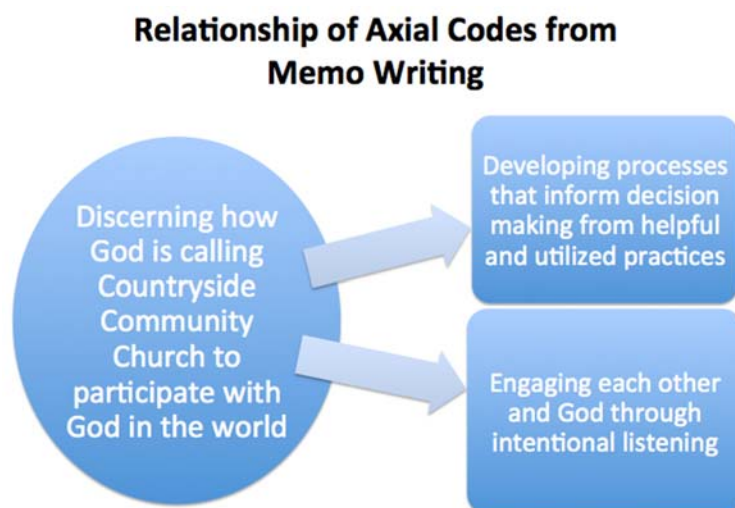 Relationship of Axial Codes from
Memo Writing
Discerning how
God is calling
Countryside
Community
Church to
participate with
God in the world
Developing processes
that inform decision
making from helpful
and utilized practices
Engaging each other
and God through
intentional listening